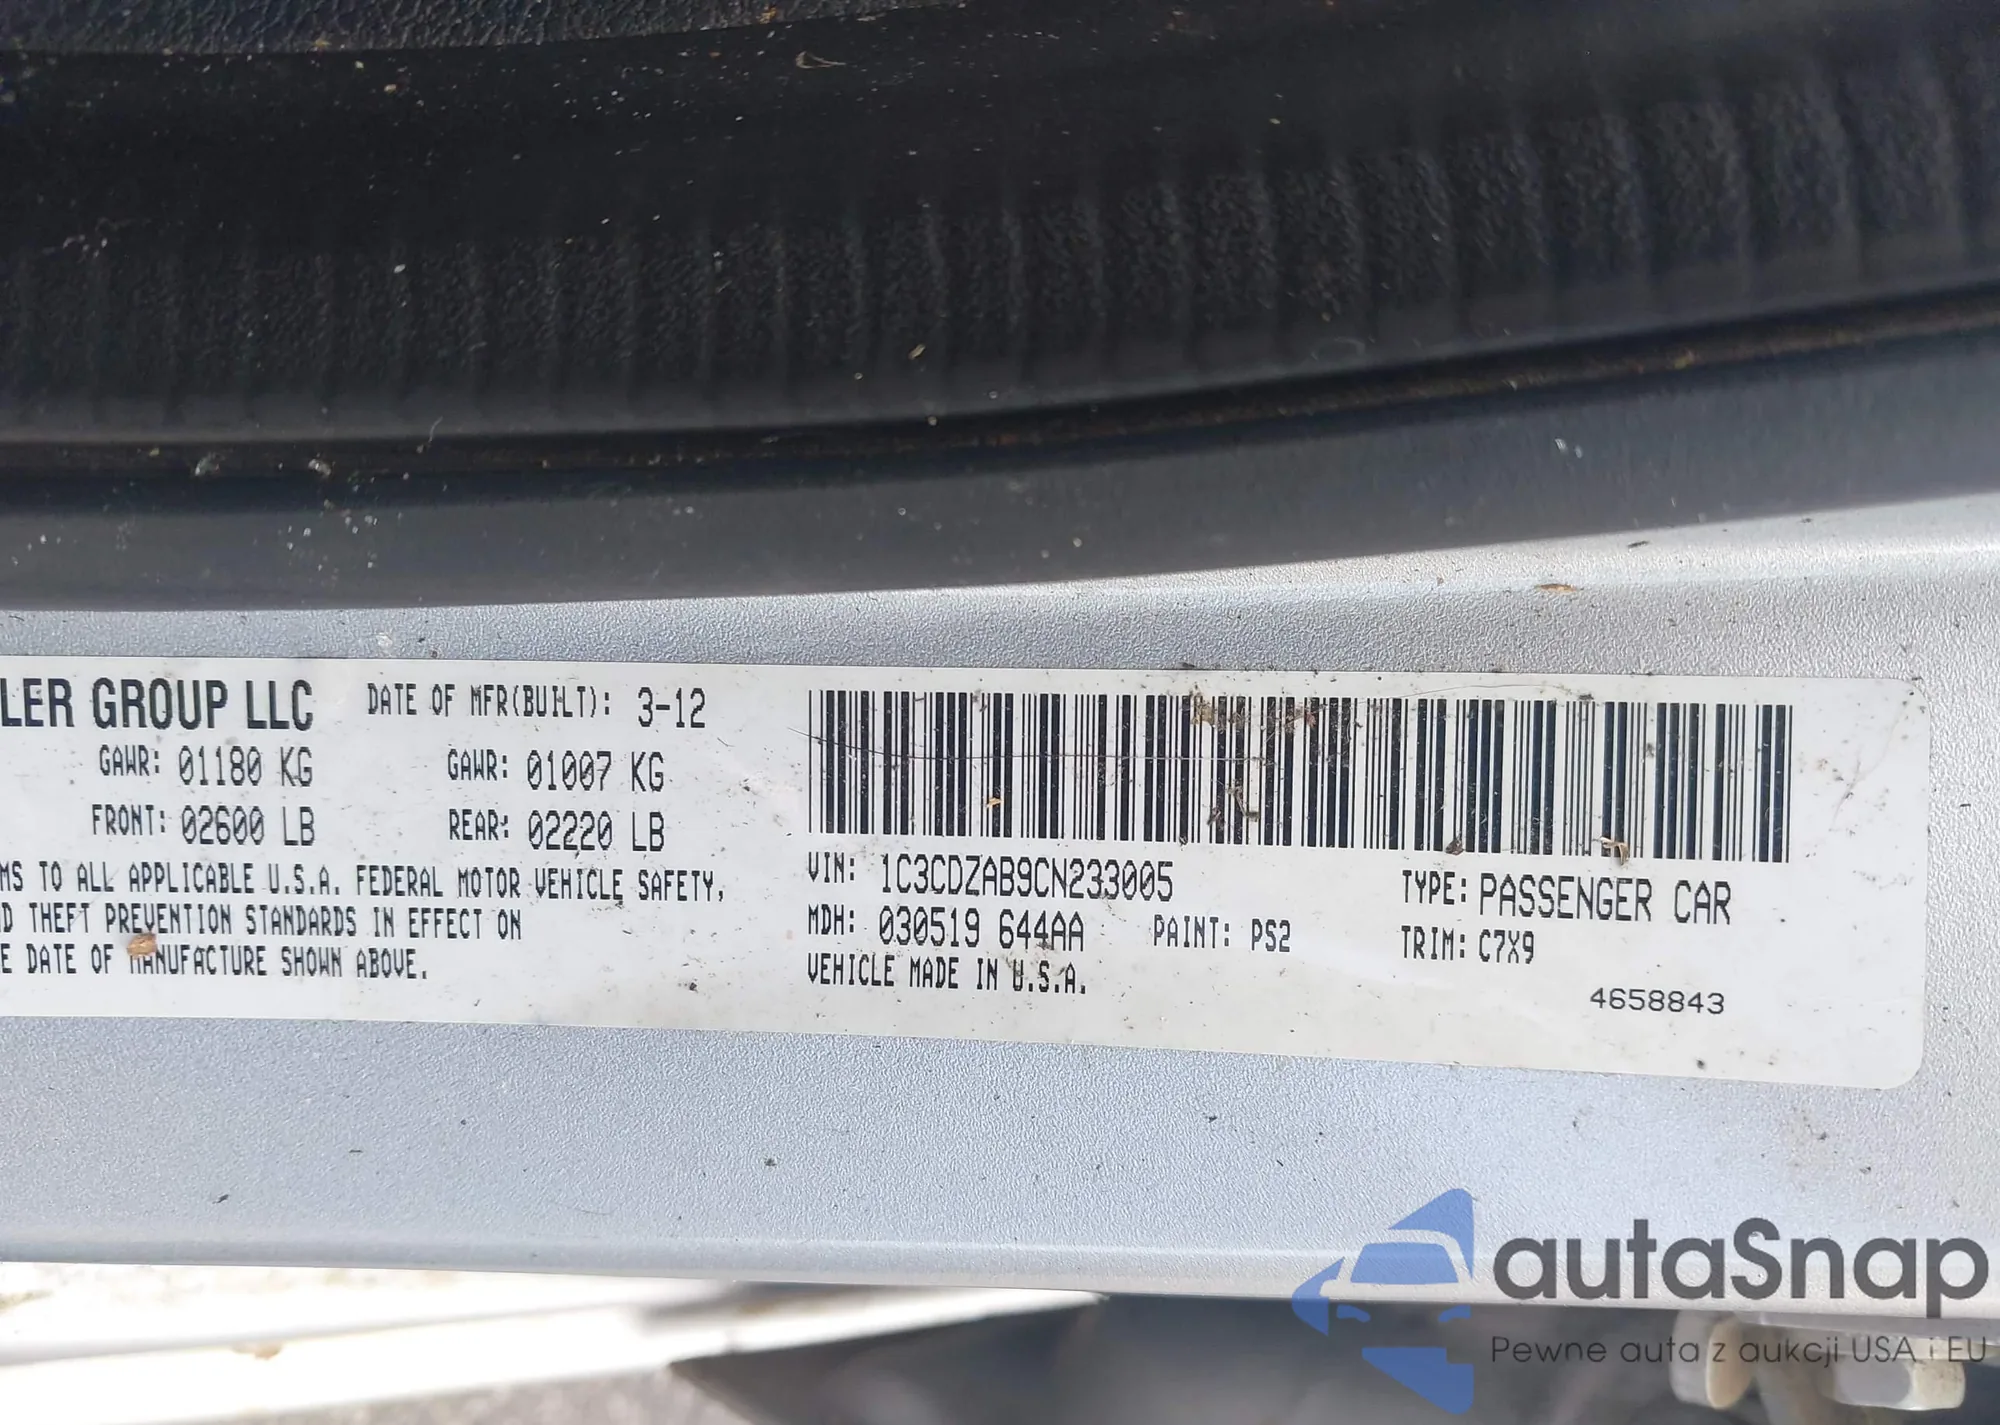 LER GROUP LLC DATE OF MFR(BUILT): 3-12
GAWR: 01180 KG GAWR: 01007 KG
FRONT: 02600 LB REAR: 02220 LB
MS TO ALL APPLICABLE U.S.A. FEDERAL MOTOR VEHICLE SAFETY,
D THEFT PREVENTION STANDARDS IN EFFECT ON
E DATE OF MANUFACTURE SHOWN ABOVE.
VIN: 1C3CDZAB9CN233005 TYPE: PASSENGER CAR
MDH: 030519 644AA PAINT: PS2 TRIM: C7X9
VEHICLE MADE IN U.S.A.
4658843
autaSnap
Pewne auta z aukcji USA i EU